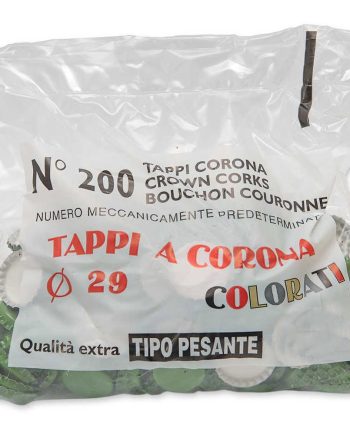 N° 200 TAPPI CORONA
CROWN CORKS
BOUCHON COURONNE
NUMERO MECCANICAMENTE PREDETERMINATO
TAPPI A CORONA
Ø 29 COLORATI
Qualità extra TIPO PESANTE